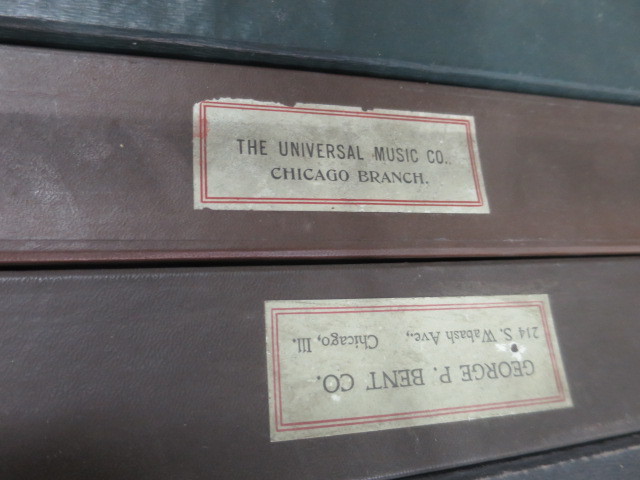 THE UNIVERSAL MUSIC CO.
CHICAGO BRANCH.
GEORGE P. BENT CO.
214 S. Wabash Ave., Chicago, Ill.